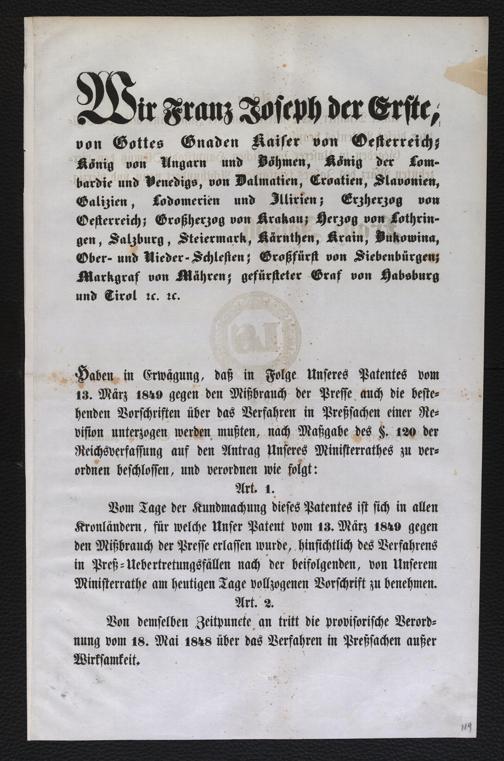 Wir Franz Joseph der Erste,
von Gottes Gnaden Kaiser von Oesterreich;
König von Ungarn und Böhmen, König der Lom-
bardie und Venedigs, von Dalmatien, Croatien, Slavonien,
Galizien, Lodomerien und Illirien; Erzherzog von
Oesterreich; Großherzog von Krakau; Herzog von Lothrin-
gen, Salzburg, Steiermark, Kärnthen, Krain, Bukowina,
Ober- und Nieder-Schlesien; Großfürst von Siebenbürgen;
Markgraf von Mähren; gefürsteter Graf von Habsburg
und Tirol ꝛc. ꝛc.
16
Haben in Erwägung, daß in Folge Unseres Patentes vom
13. März 1849 gegen den Mißbrauch der Presse auch die beste-
henden Vorschriften über das Verfahren in Preßsachen einer Re-
vision unterzogen werden mußten, nach Maßgabe des §. 120 der
Reichsverfassung auf den Antrag Unseres Ministerrathes zu ver-
ordnen beschlossen, und verordnen wie folgt:
Art. 1.
Vom Tage der Kundmachung dieses Patentes ist sich in allen
Kronländern, für welche Unser Patent vom 13. März 1849 gegen
den Mißbrauch der Presse erlassen wurde, hinsichtlich des Verfahrens
in Preß-Uebertretungsfällen nach der beifolgenden, von Unserem
Ministerrathe am heutigen Tage vollzogenen Vorschrift zu benehmen.
Art. 2.
Von demselben Zeitpuncte an tritt die provisorische Verord-
nung vom 18. Mai 1848 über das Verfahren in Preßsachen außer
Wirksamkeit.
119